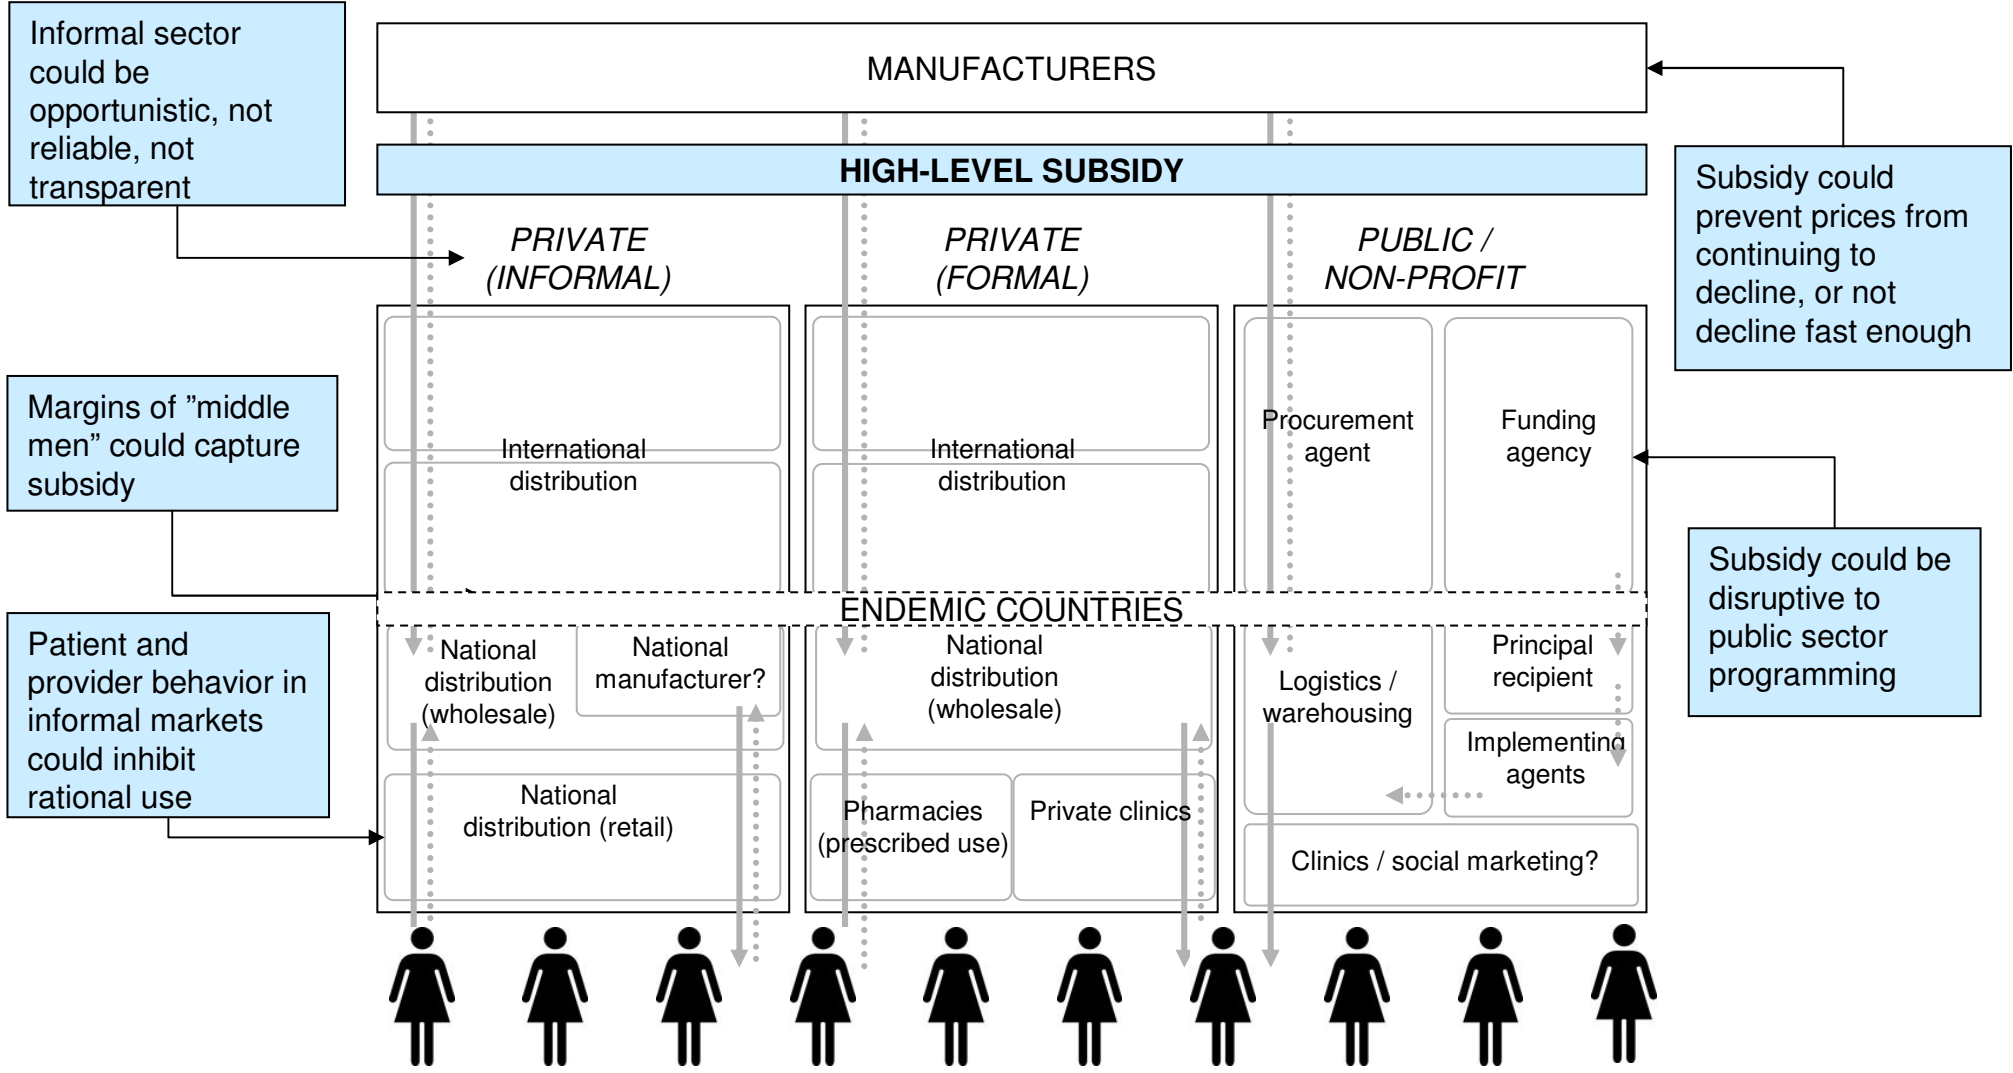 Informal sector
could be
opportunistic, not
reliable, not
transparent
MANUFACTURERS
HIGH-LEVEL SUBSIDY
Subsidy could
prevent prices from
continuing to
decline, or not
decline fast enough
PRIVATE
(INFORMAL)
PRIVATE
(FORMAL)
PUBLIC /
NON-PROFIT
Margins of ”middle
men” could capture
subsidy
International
distribution
International
distribution
Procurement
agent
Funding
agency
Subsidy could be
disruptive to
public sector
programming
ENDEMIC COUNTRIES
Patient and
provider behavior in
informal markets
could inhibit
rational use
National
distribution
(wholesale)
National
manufacturer?
National
distribution
(wholesale)
Logistics /
warehousing
Principal
recipient
Implementing
agents
National
distribution (retail)
Pharmacies
(prescribed use)
Private clinics
Clinics / social marketing?